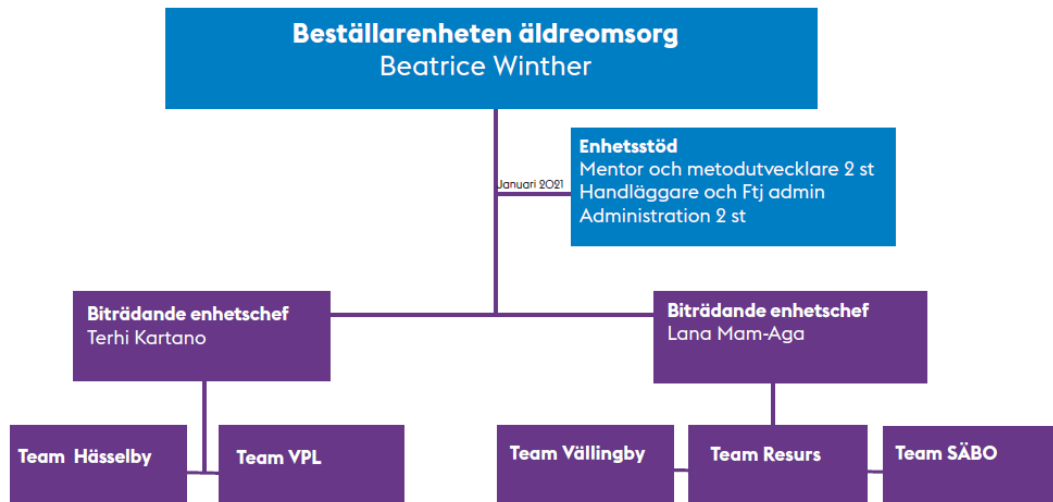 Beställarenheten äldreomsorg
Beatrice Winther
Enhetsstöd
Mentor och metodutvecklare 2 st
Januari 2021
Handläggare och Ftj admin
Administration 2 st
Biträdande enhetschef
Terhi Kartano
Biträdande enhetschef
Lana Mam-Aga
Team Hässelby
Team VPL
Team Vällingby
Team Resurs
Team SÄBO